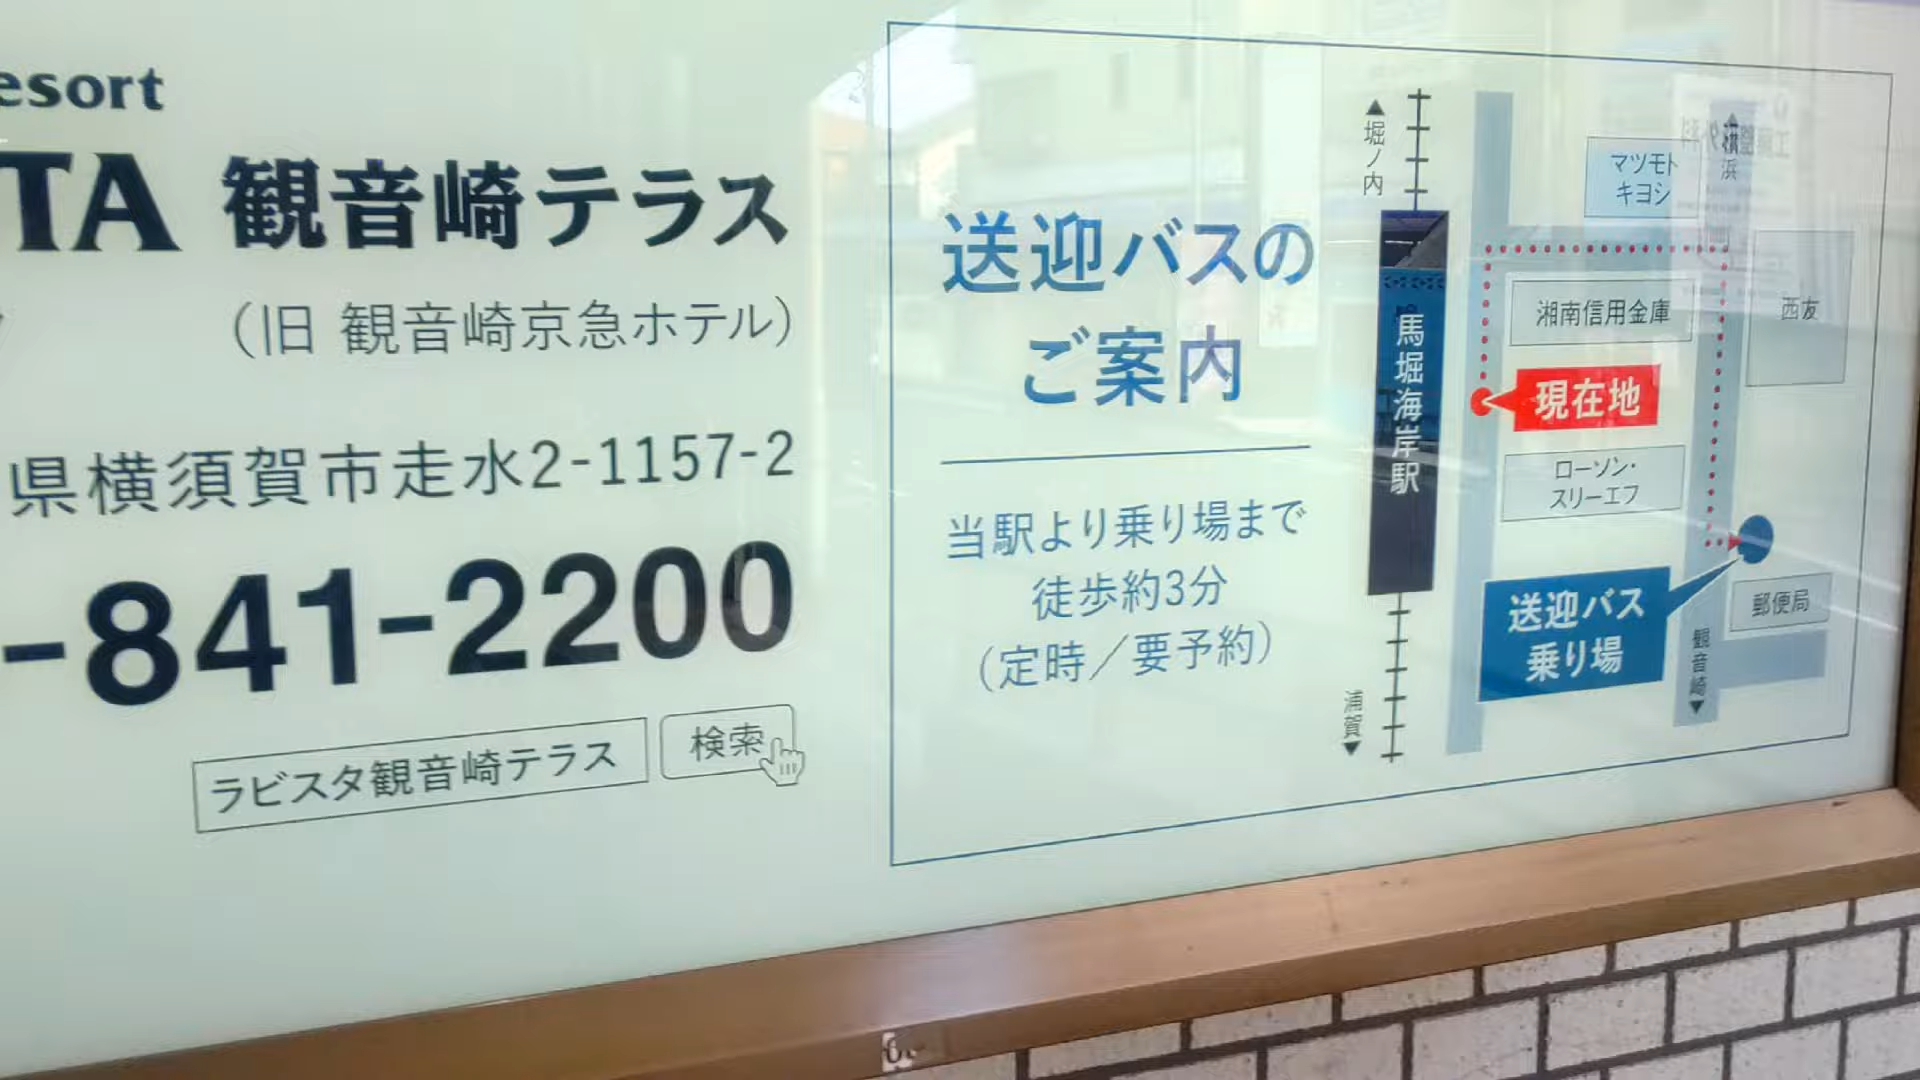 esort
TA 観音崎テラス
（旧 観音崎京急ホテル）
県横須賀市走水2-1157-2
-841-2200
ラビスタ観音崎テラス
検索
送迎バスの
ご案内
当駅より乗り場まで
徒歩約3分
（定時／要予約）
▲堀ノ内
馬堀海岸駅
浦賀▼
マツモト
キヨシ
湘南信用金庫
西友
現在地
ローソン・
スリーエフ
送迎バス
乗り場
郵便局
観音崎▼
工藤整形外科